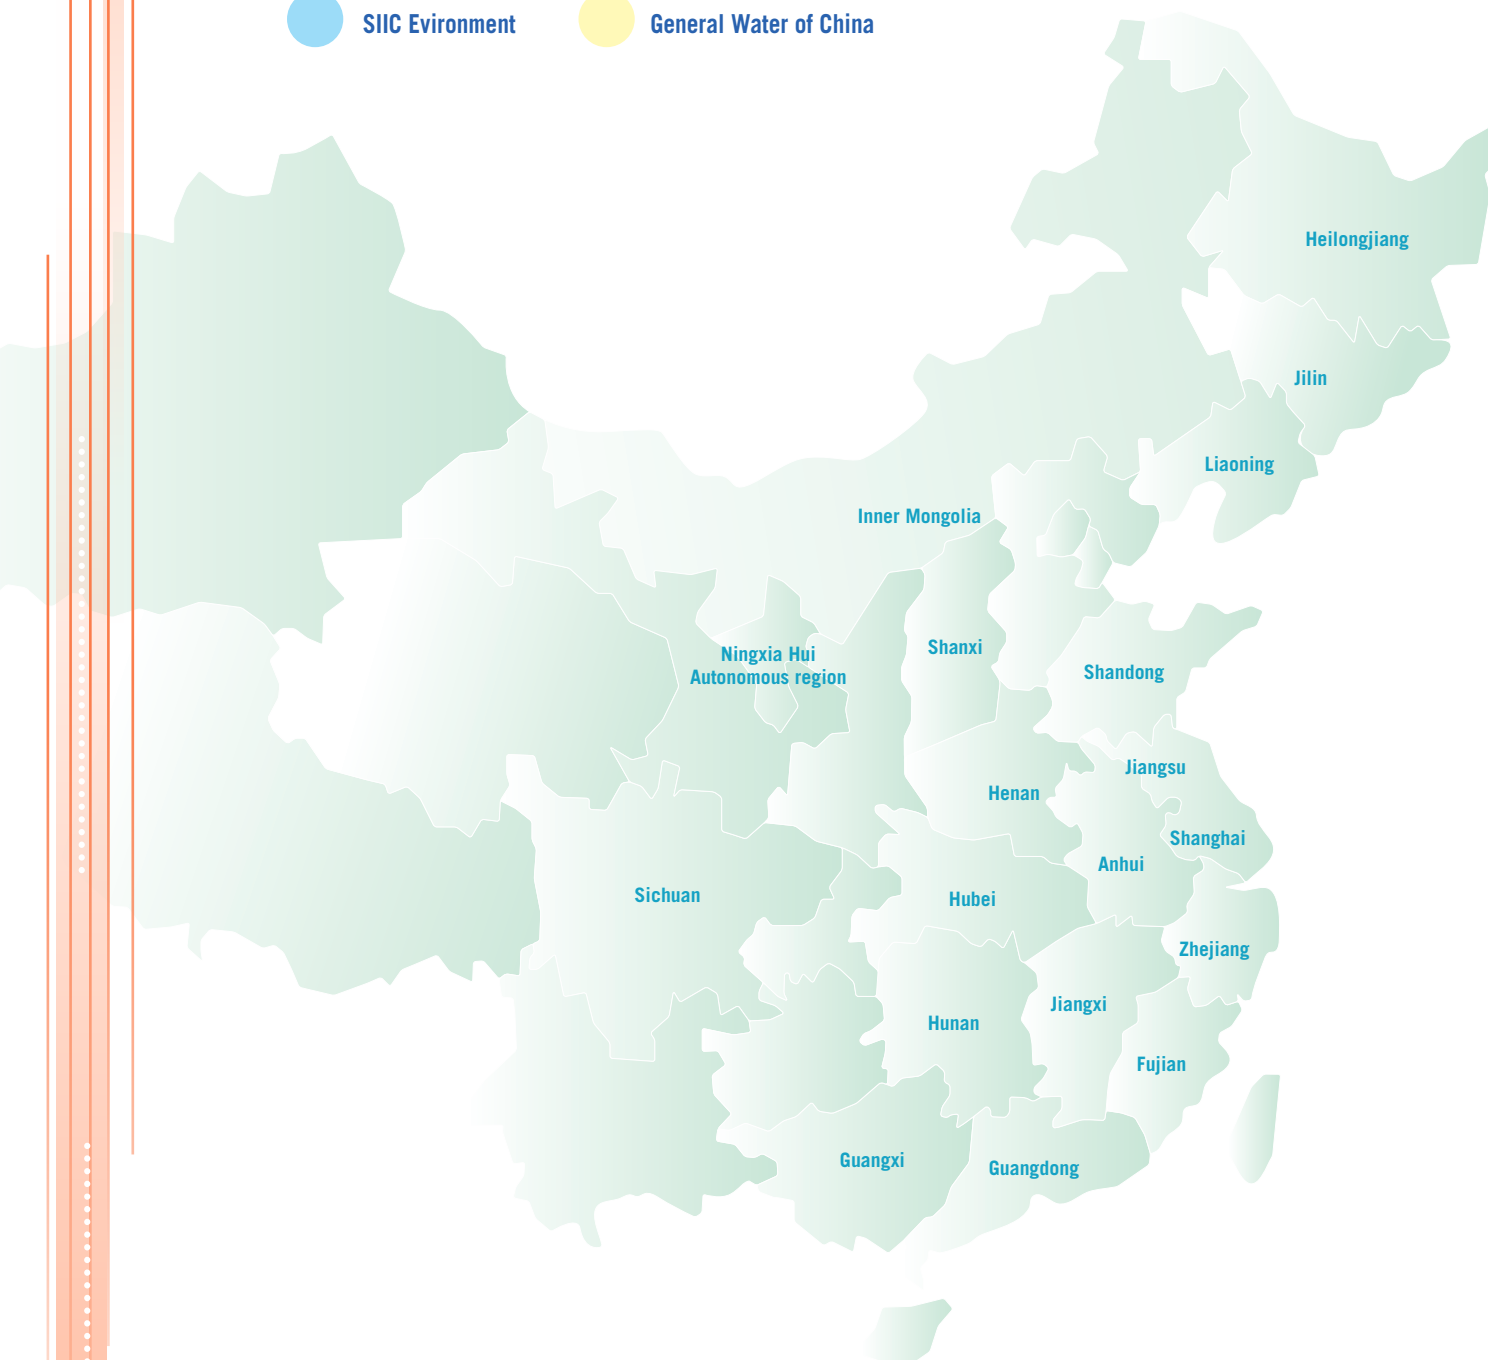 SIIC Evironment
General Water of China
Heilongjiang
Jilin
Liaoning
Inner Mongolia
Shanxi
Ningxia Hui
Autonomous region
Shandong
Jiangsu
Henan
Shanghai
Anhui
Sichuan
Hubei
Zhejiang
Jiangxi
Hunan
Fujian
Guangxi
Guangdong